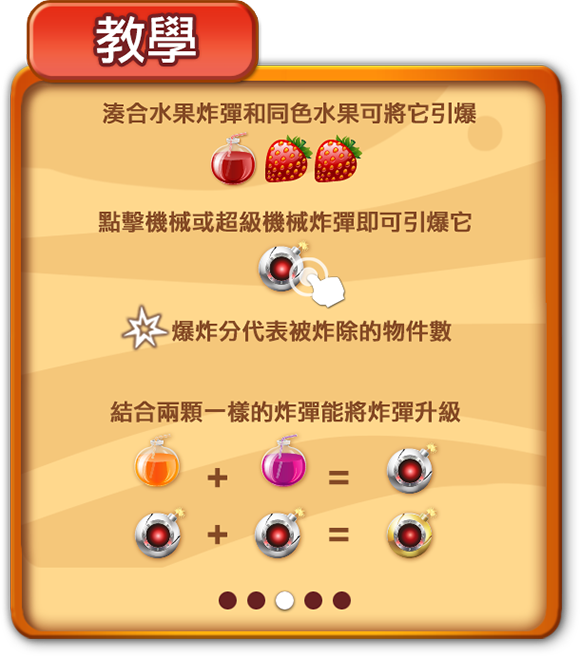 教學
湊合水果炸彈和同色水果可將它引爆
點擊機械或超級機械炸彈即可引爆它
爆炸分代表被炸除的物件數
結合兩顆一樣的炸彈能將炸彈升級
+ =
+ =